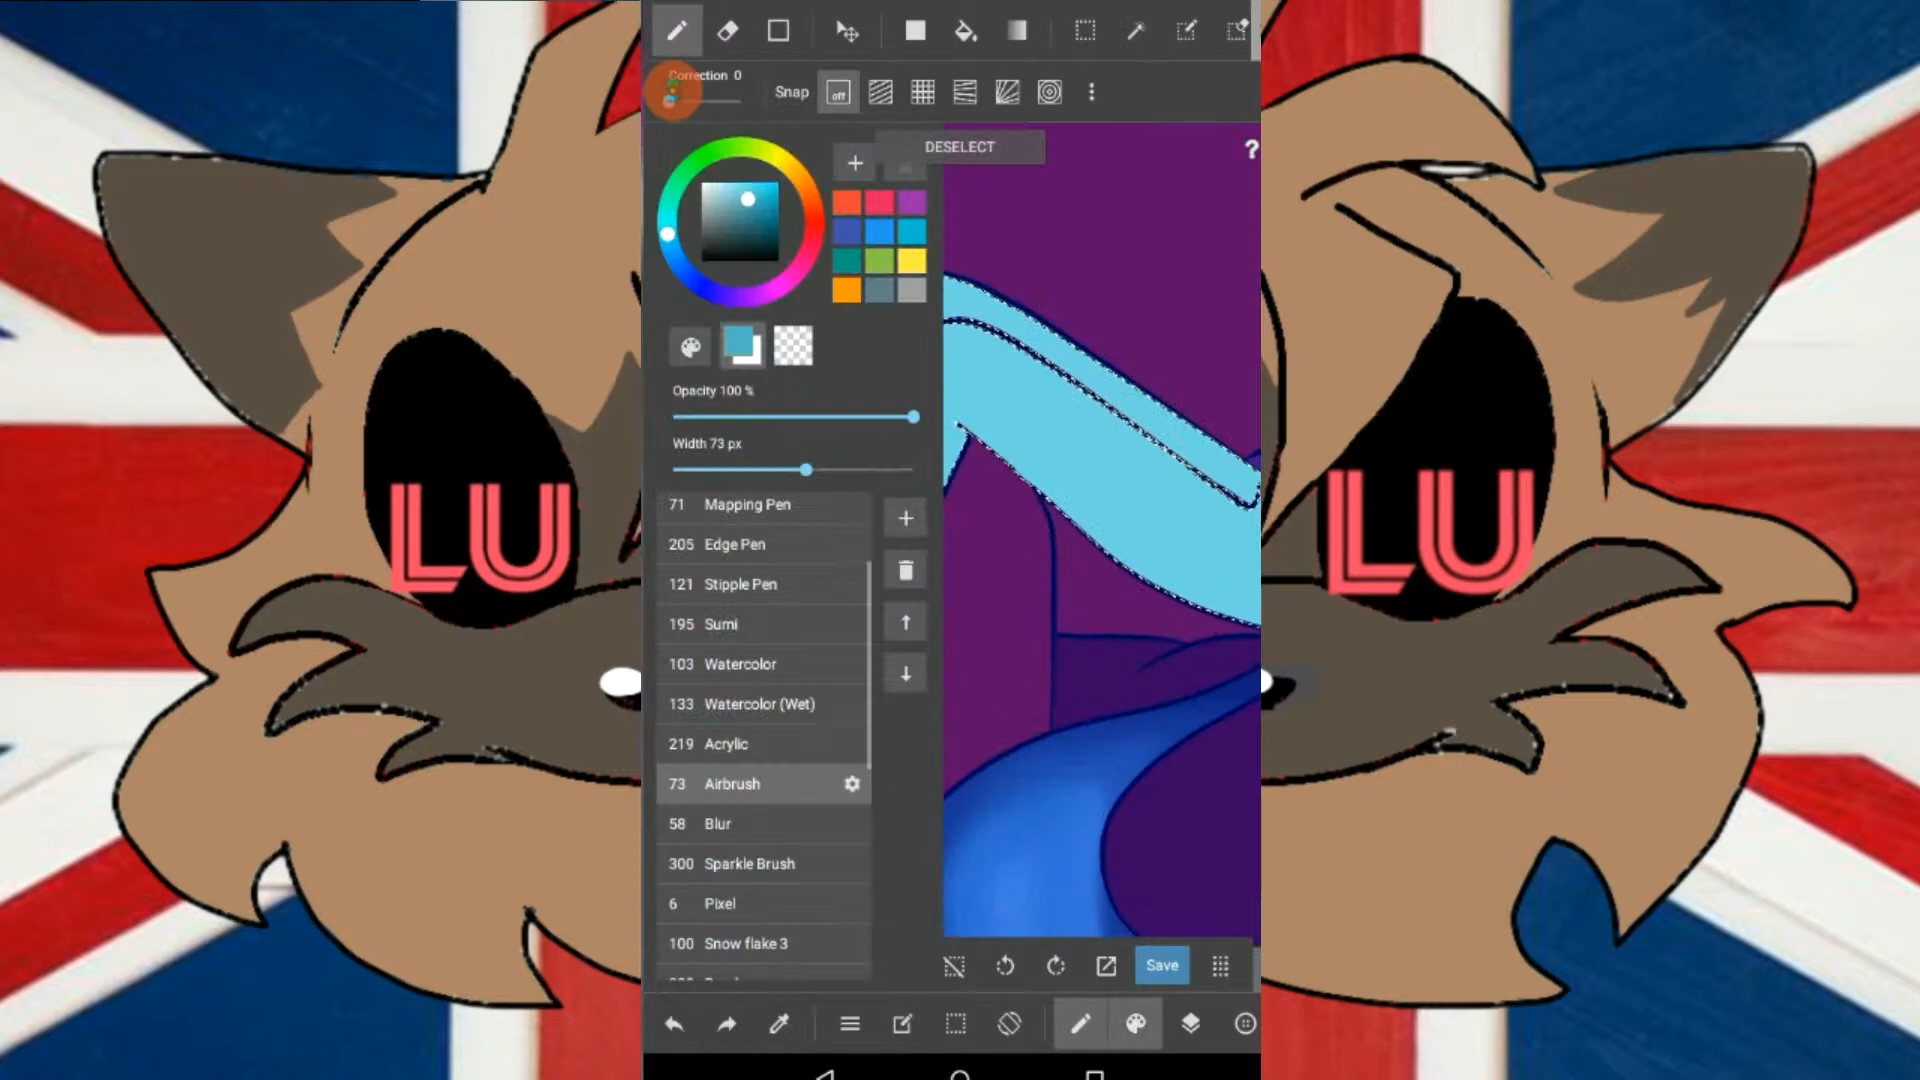 Correction 0
Snap
off
DESELECT
?
Opacity 100 %
Width 73 px
71 Mapping Pen
205 Edge Pen
121 Stipple Pen
195 Sumi
103 Watercolor
133 Watercolor (Wet)
219 Acrylic
73 Airbrush
58 Blur
300 Sparkle Brush
6 Pixel
100 Snow flake 3
Save
LU
LU